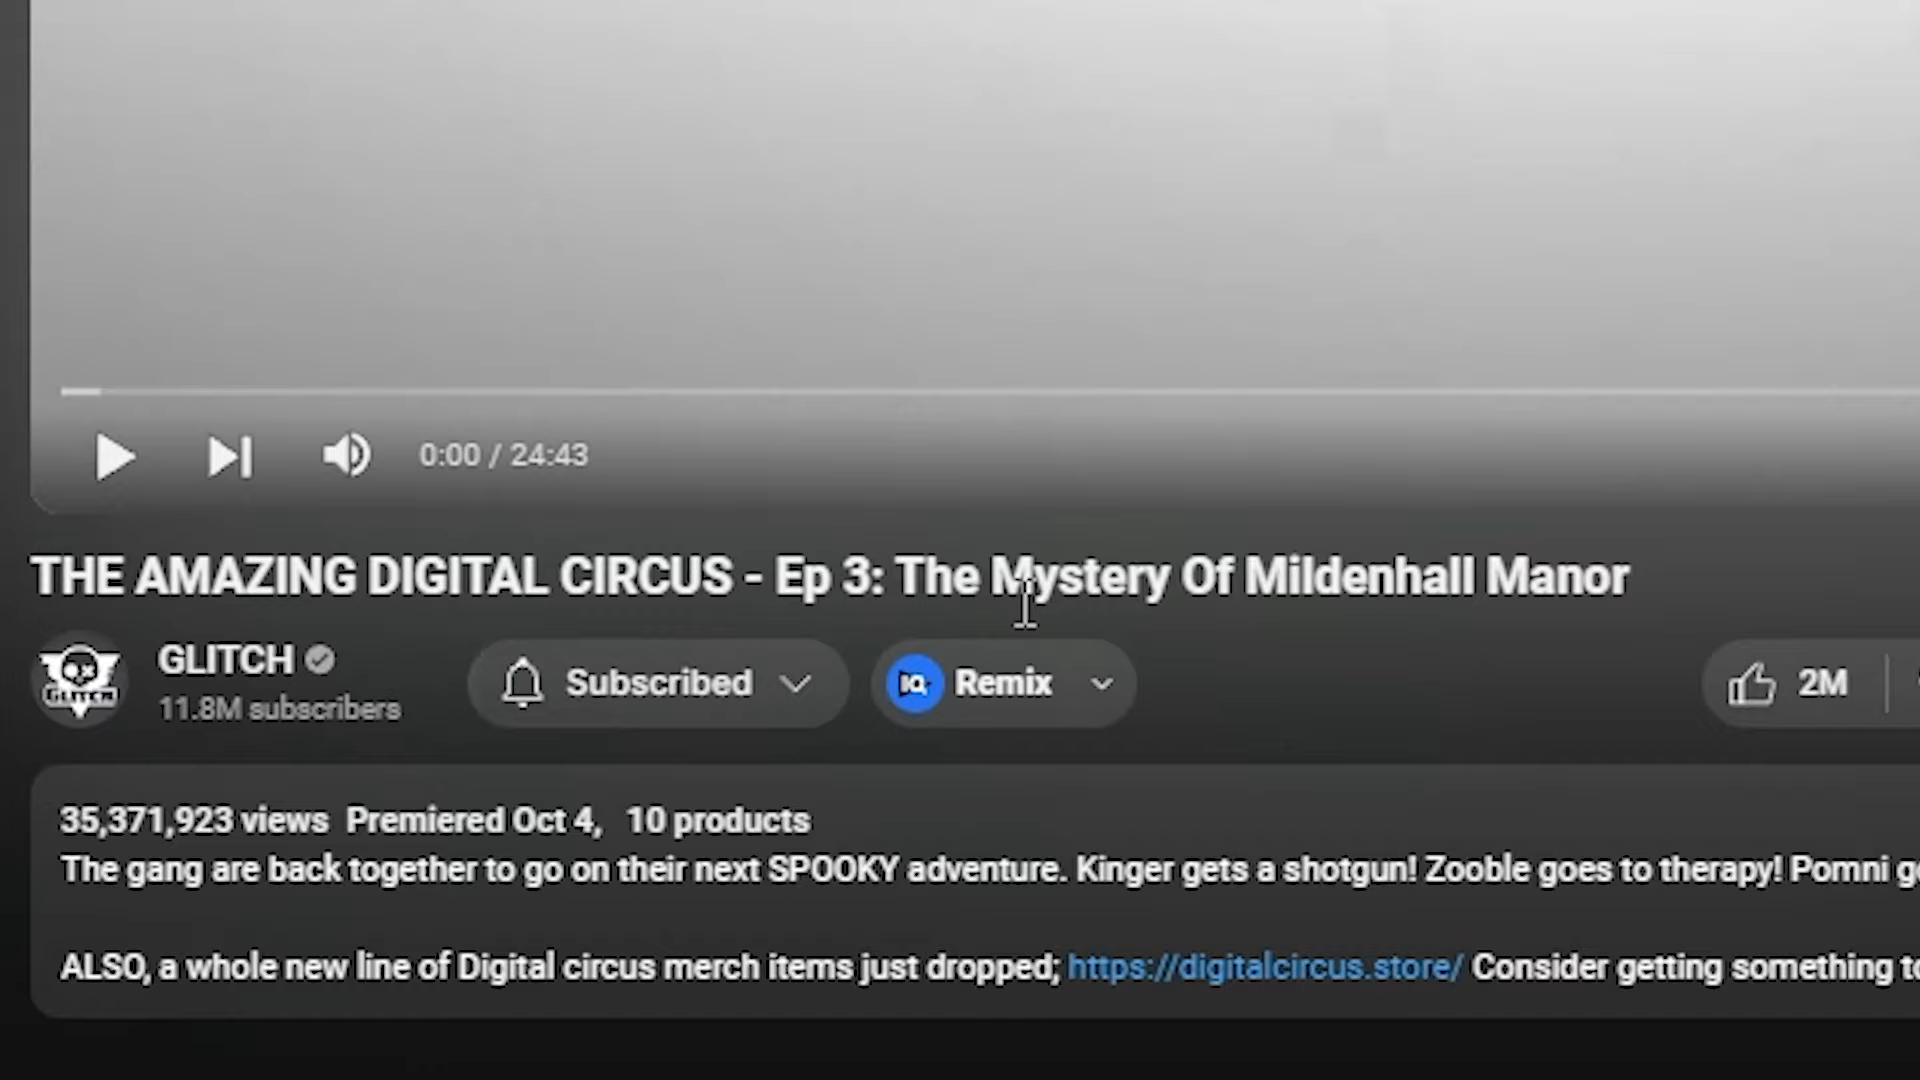 0:00 / 24:43
THE AMAZING DIGITAL CIRCUS - Ep 3: The Mystery Of Mildenhall Manor
GLITCH
GLITCH
11.8M subscribers
Subscribed
Remix
2M
35,371,923 views Premiered Oct 4, 10 products
The gang are back together to go on their next SPOOKY adventure. Kinger gets a shotgun! Zooble goes to therapy! Pomni
ALSO, a whole new line of Digital circus merch items just dropped; https://digitalcircus.store/ Consider getting something